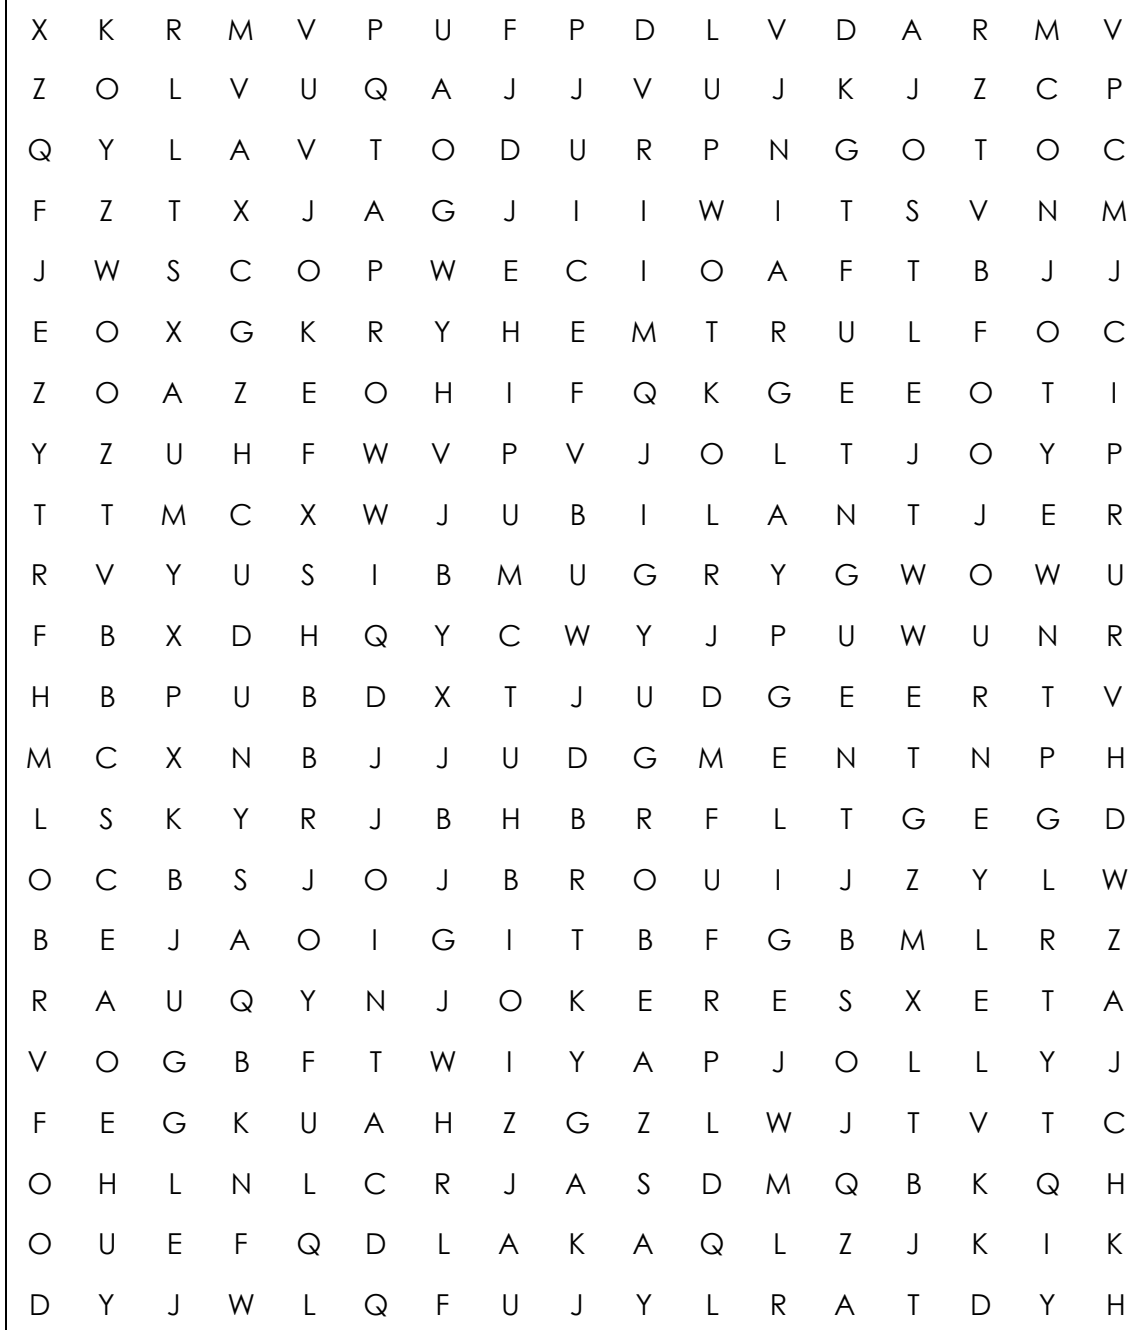 X K R M V P U F P D L V D A R M V
Z O L V U Q A J J V U J K J Z C P
Q Y L A V T O D U R P N G O T O C
F Z T X J A G J I I W I T S V N M
J W S C O P W E C I O A F T B J J
E O X G K R Y H E M T R U L F O C
Z O A Z E O H I F Q K G E E O T I
Y Z U H F W V P V J O L T J O Y P
T T M C X W J U B I L A N T J E R
R V Y U S I B M U G R Y G W O W U
F B X D H Q Y C W Y J P U W U N R
H B P U B D X T J U D G E E R T V
M C X N B J J U D G M E N T N P H
L S K Y R J B H B R F L T G E G D
O C B S J O J B R O U I J Z Y L W
B E J A O I G I T B F G B M L R Z
R A U Q Y N J O K E R E S X E T A
V O G B F T W I Y A P J O L L Y J
F E G K U A H Z G Z L W J T V T C
O H L N L C R J A S D M Q B K Q H
O U E F Q D L A K A Q L Z J K I K
D Y J W L Q F U J Y L R A T D Y H